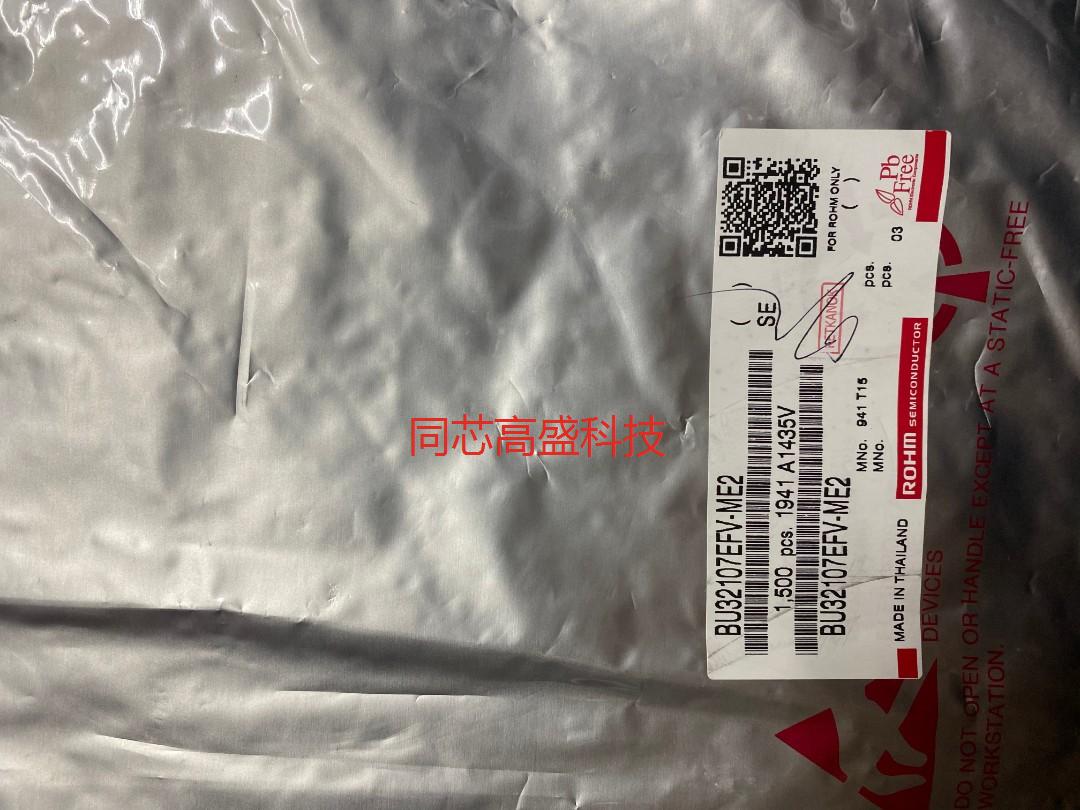 BU32107EFV-ME2
( )
SE
1,500 pcs. 1941 A1435V
BU32107EFV-ME2
FOR ROHM ONLY
( )
MNo. 941 T15 pcs.
MNo. pcs.
MADE IN THAILAND
ROHM SEMICONDUCTOR
03
Pb
Free
同芯高盛科技
DEVICES
DO NOT OPEN OR HANDLE EXCEPT AT A STATIC-FREE
WORKSTATION.